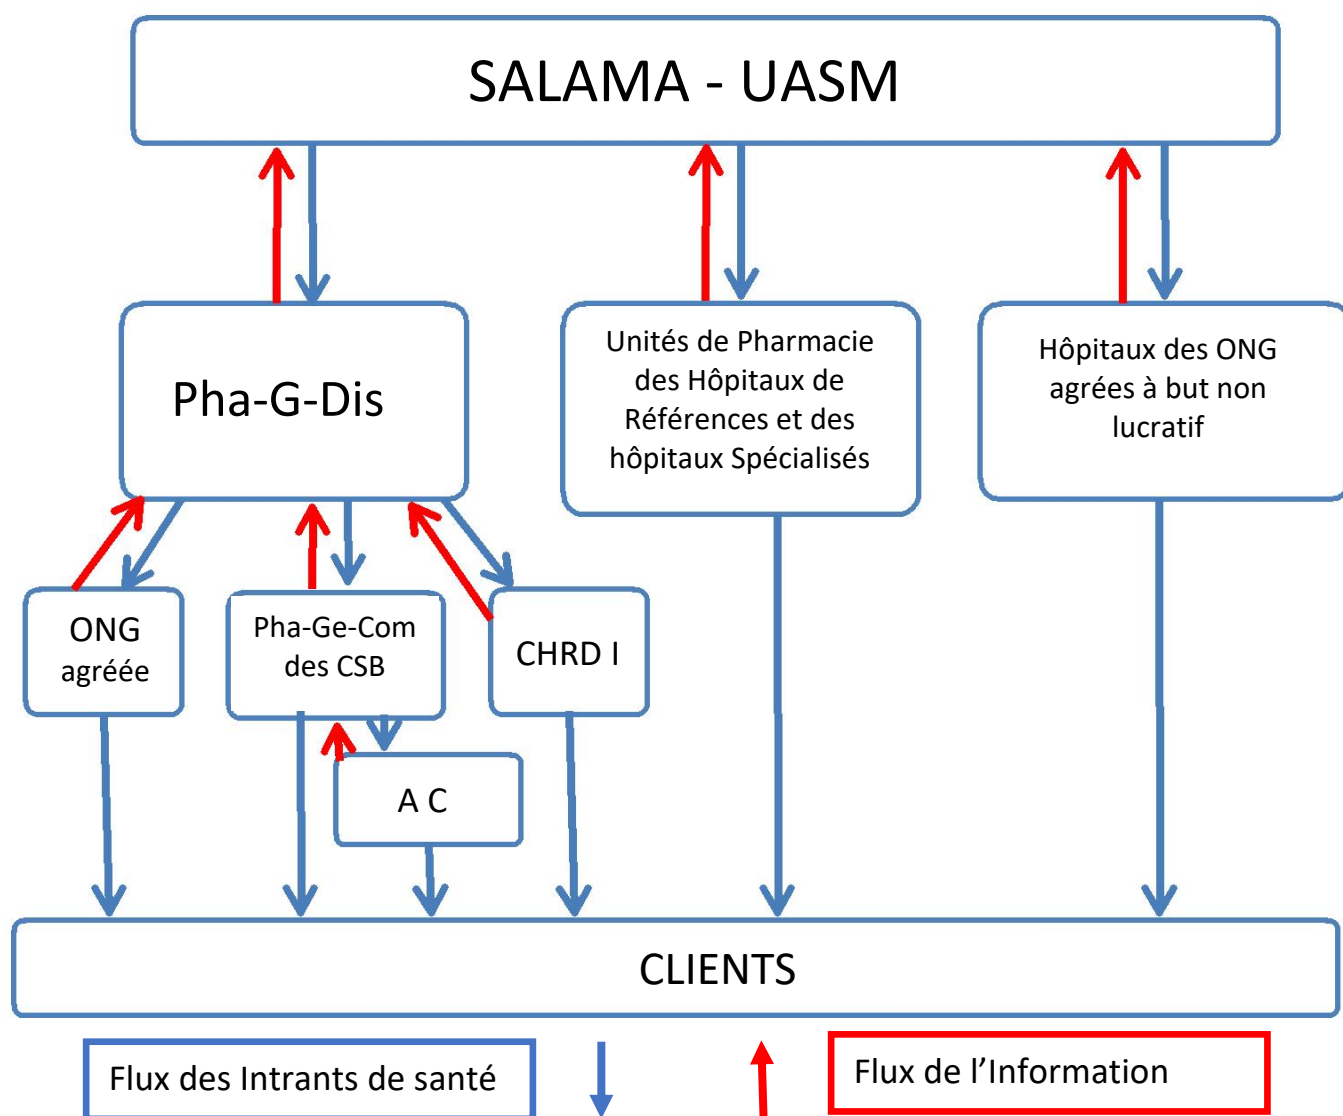 SALAMA - UASM
Pha-G-Dis
Unités de Pharmacie
des Hôpitaux de
Références et des
hôpitaux Spécialisés
Hôpitaux des ONG
agrées à but non
lucratif
ONG
agréée
Pha-Ge-Com
des CSB
CHRD I
A C
CLIENTS
Flux des Intrants de santé
Flux de l’Information